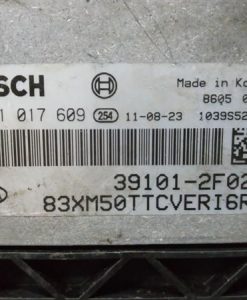 SCH
Made in Ko
8605
1 017 609 254 11-08-23 1039S52
39101-2F02
83XM50TTCVERI6R